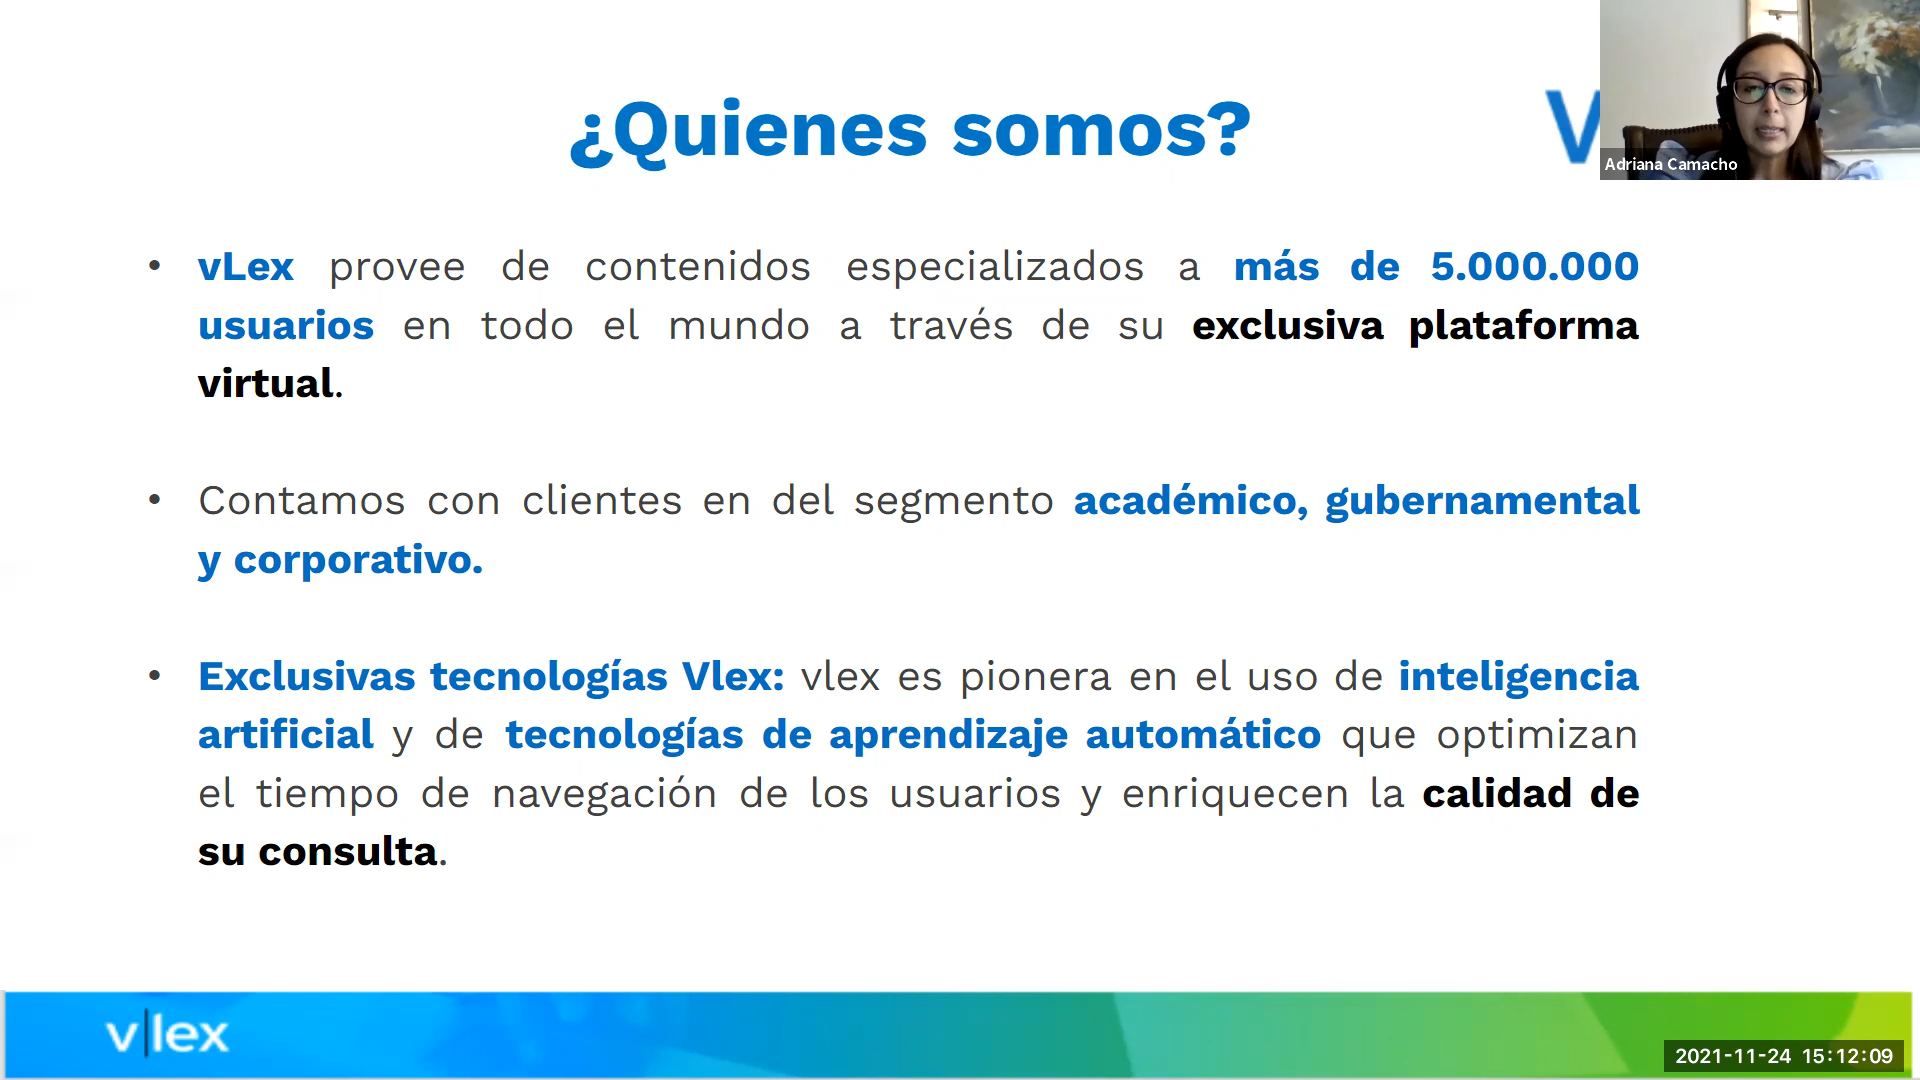 ¿Quienes somos?
V
Adriana Camacho
• vLex provee de contenidos especializados a más de 5.000.000
usuarios en todo el mundo a través de su exclusiva plataforma
virtual.
• Contamos con clientes en del segmento académico, gubernamental
y corporativo.
• Exclusivas tecnologías Vlex: vlex es pionera en el uso de inteligencia
artificial y de tecnologías de aprendizaje automático que optimizan
el tiempo de navegación de los usuarios y enriquecen la calidad de
su consulta.
v|lex
2021-11-24 15:12:09